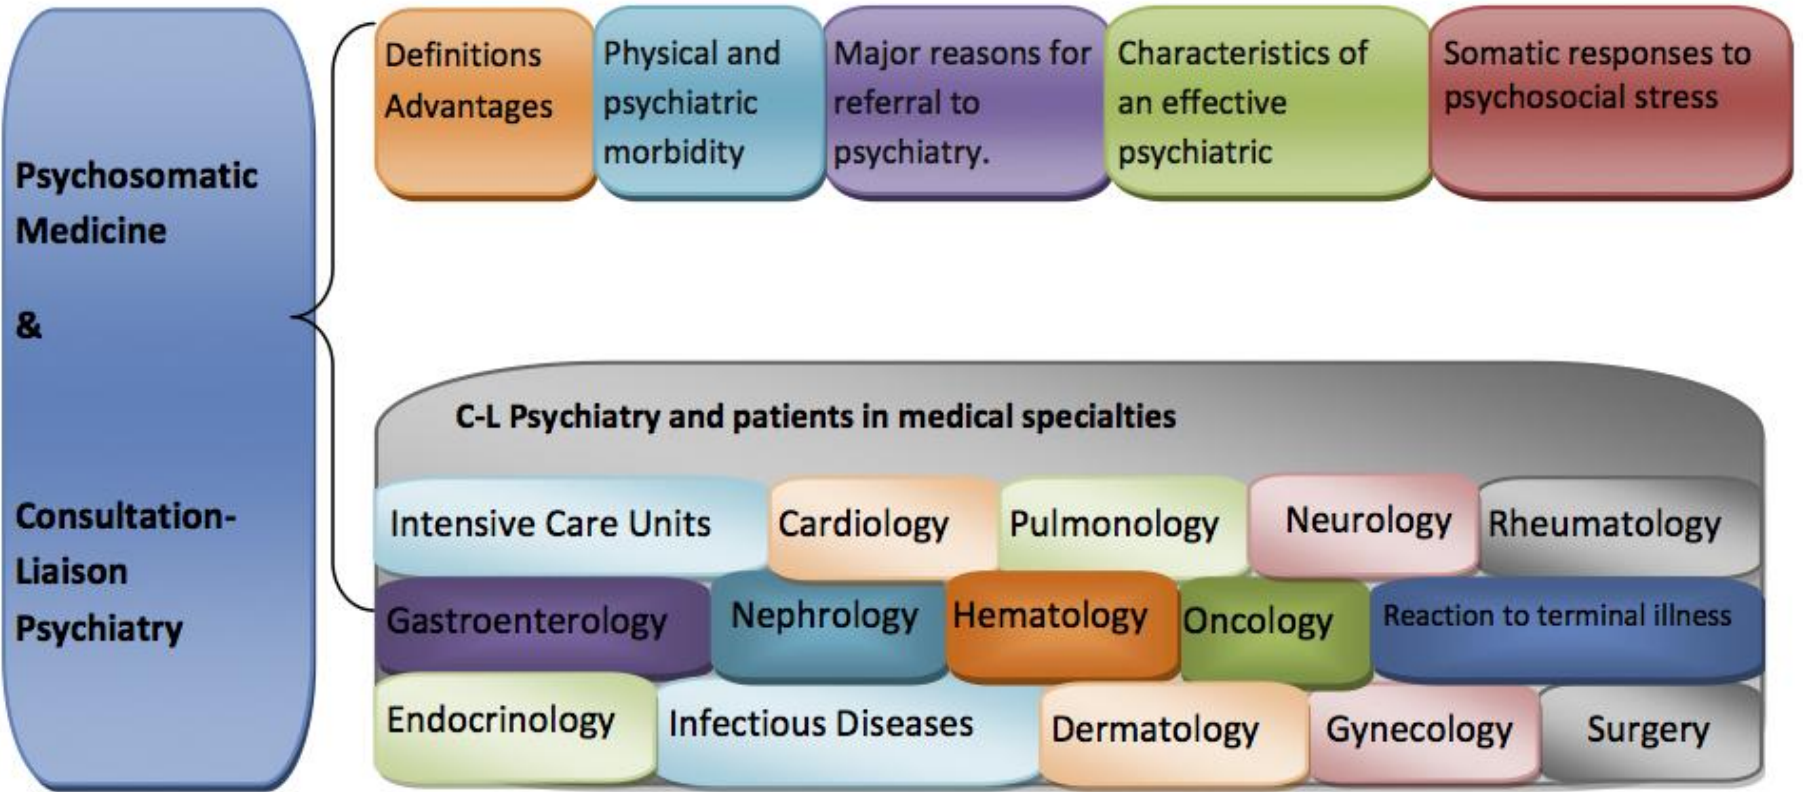 Psychosomatic
Medicine
&
Consultation-
Liaison
Psychiatry
Definitions
Advantages
Physical and
psychiatric
morbidity
Major reasons for
referral to
psychiatry.
Characteristics of
an effective
psychiatric
Somatic responses to
psychosocial stress
C-L Psychiatry and patients in medical specialties
Intensive Care Units
Cardiology
Pulmonology
Neurology
Rheumatology
Gastroenterology
Nephrology
Hematology
Oncology
Reaction to terminal illness
Endocrinology
Infectious Diseases
Dermatology
Gynecology
Surgery